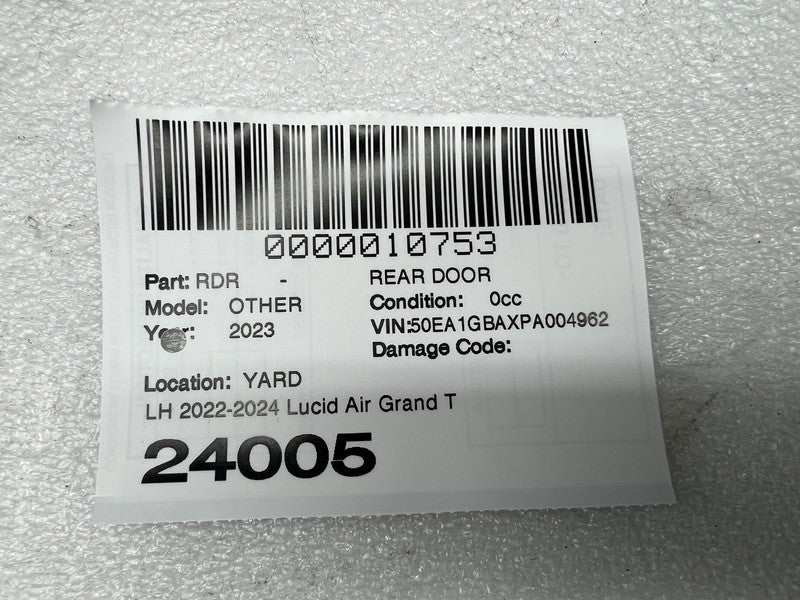 0000010753
Part: RDR - REAR DOOR
Model: OTHER Condition: 0cc
Year: 2023 VIN:50EA1GBAXPA004962
Damage Code:
Location: YARD
LH 2022-2024 Lucid Air Grand T
24005